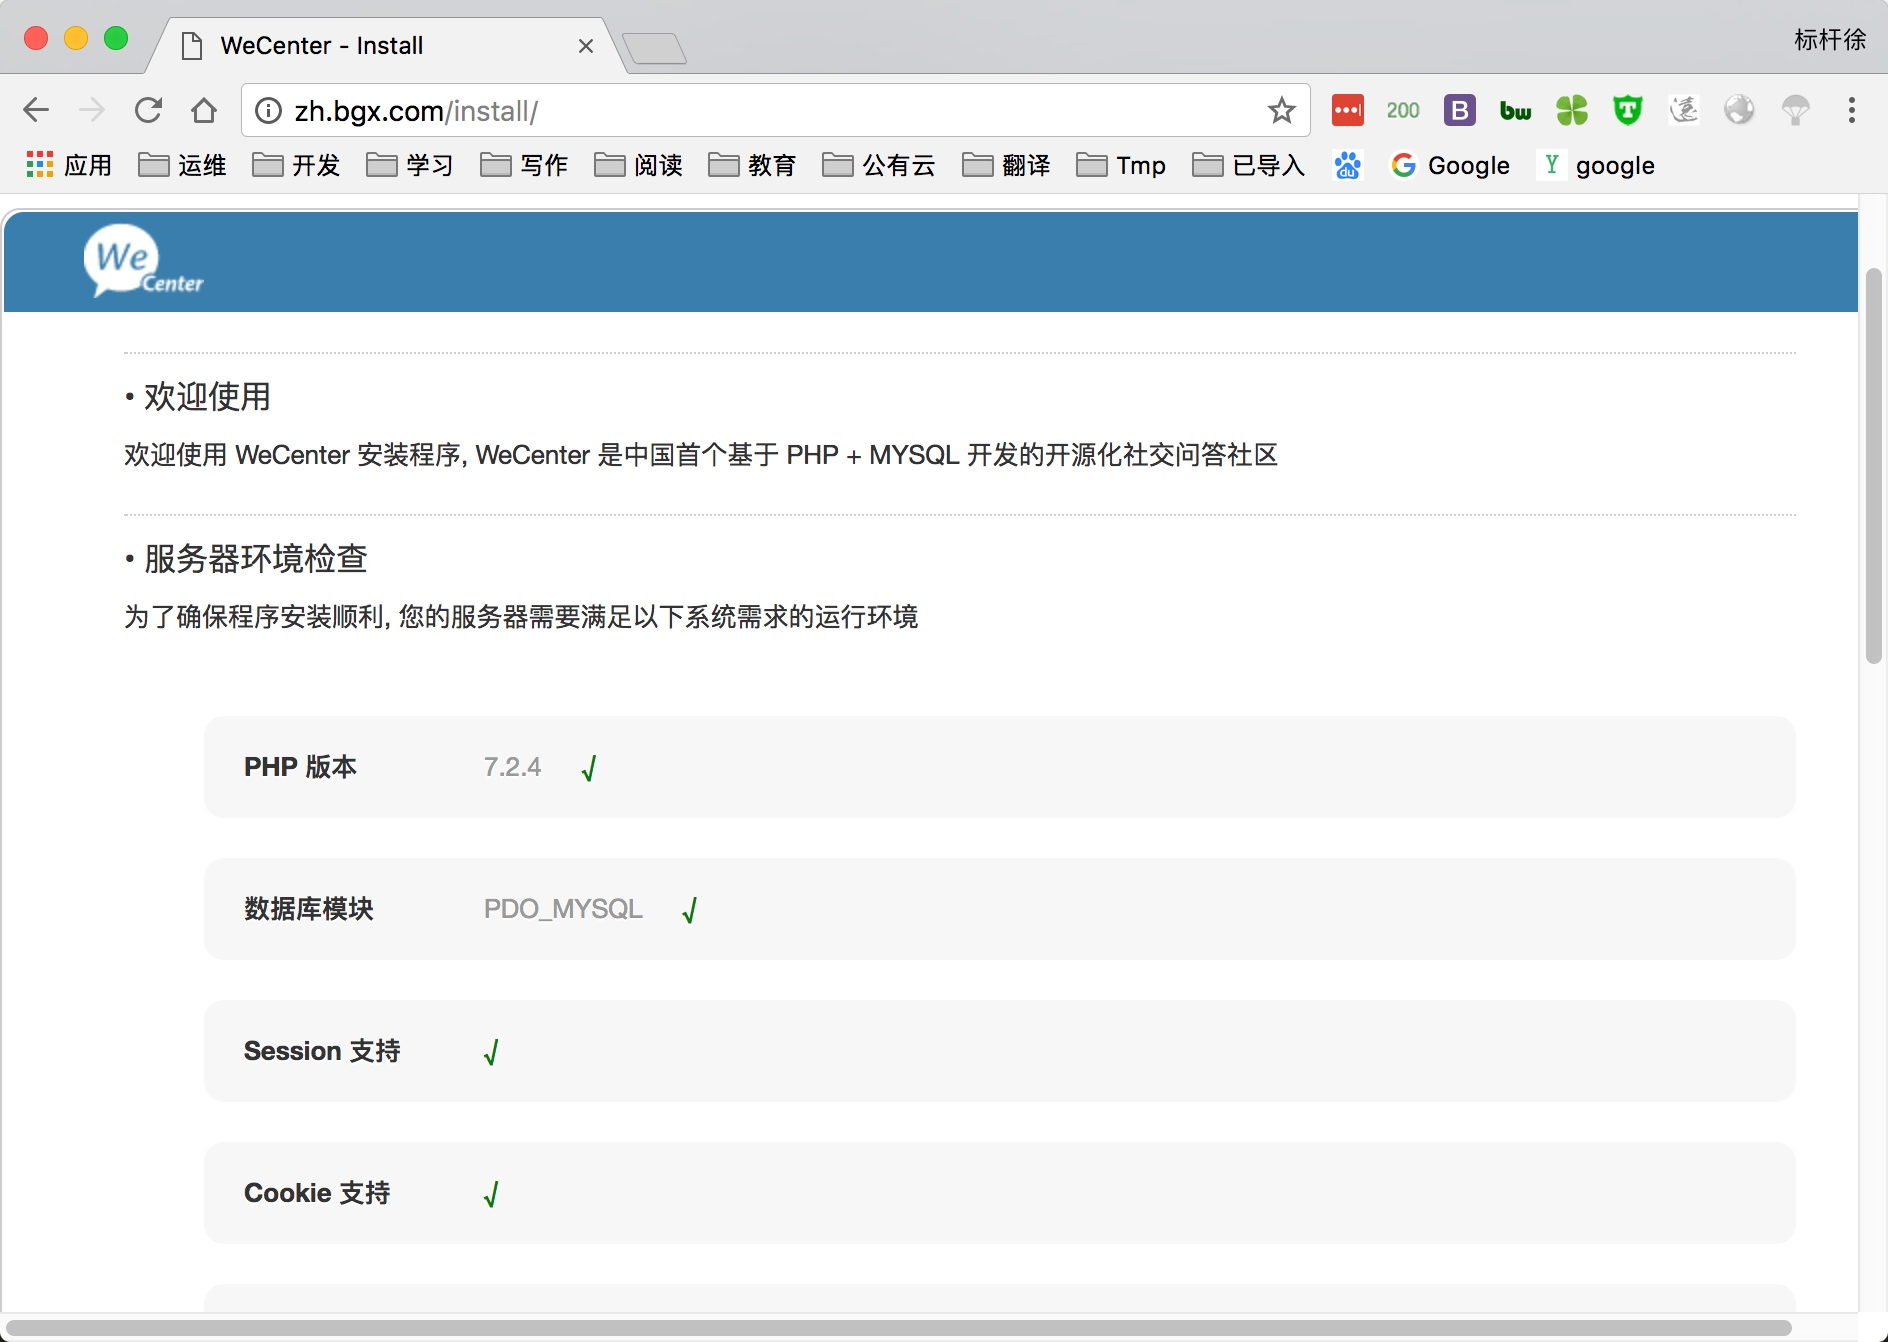 WeCenter - Install
标杆徐
zh.bgx.com/install/
200
B
bw
T
应用 运维 开发 学习 写作 阅读 教育 公有云 翻译 Tmp 已导入 du Google Y google
We Center
• 欢迎使用
欢迎使用 WeCenter 安装程序, WeCenter 是中国首个基于 PHP + MYSQL 开发的开源化社交问答社区
• 服务器环境检查
为了确保程序安装顺利, 您的服务器需要满足以下系统需求的运行环境
PHP 版本 7.2.4 √
数据库模块 PDO_MYSQL √
Session 支持 √
Cookie 支持 √